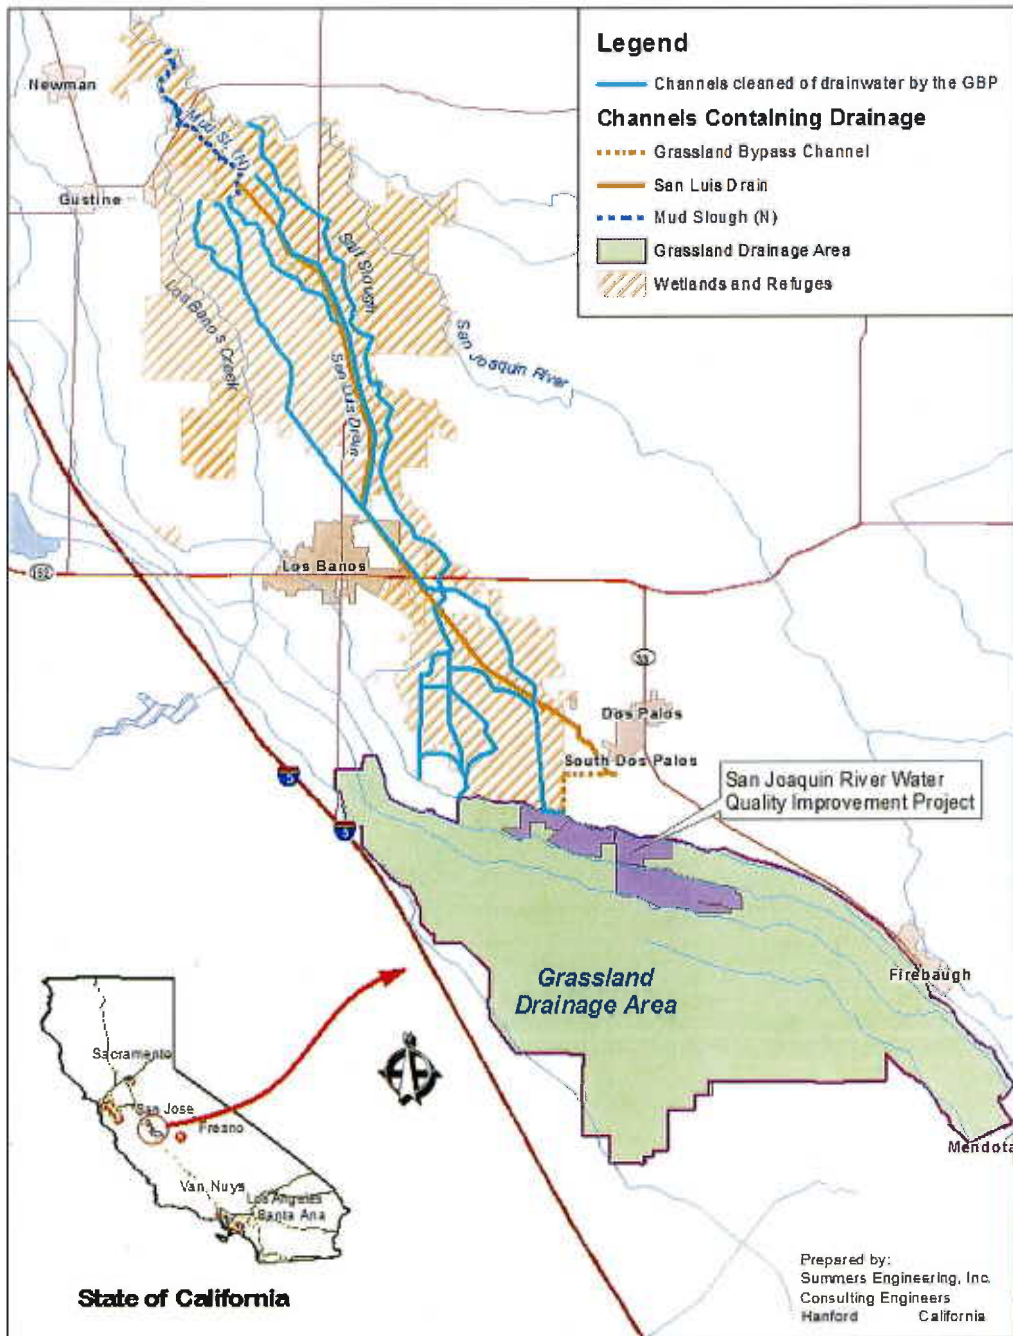 Legend
Channels cleaned of drainwater by the GBP
Channels Containing Drainage
Grassland Bypass Channel
San Luis Drain
Mud Slough (N)
Grassland Drainage Area
Wetlands and Refuges
Newman
Mud Sl. (N)
Gustine
Salt Slough
Los Banos Creek
San Luis Drain
San Joaquin River
Los Banos
152
33
Dos Palos
South Dos Palos
5
5
San Joaquin River Water
Quality Improvement Project
Grassland
Drainage Area
Firebaugh
Mendota
Sacramento
San Jose
Fresno
Van Nuys
Los Angeles
Santa Ana
State of California
Prepared by:
Summers Engineering, Inc.
Consulting Engineers
Hanford California